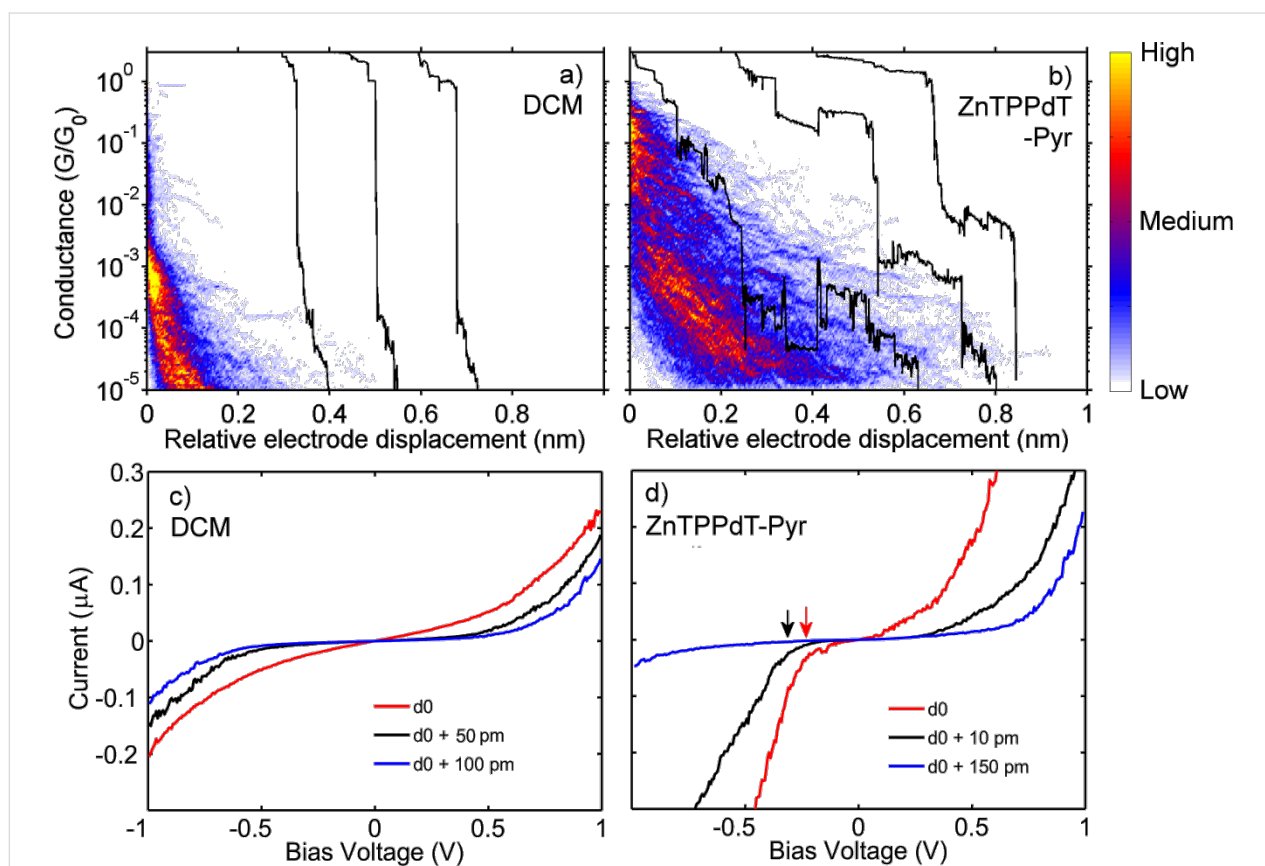 a)
DCM
Conductance (G/G0)
10^0
10^-1
10^-2
10^-3
10^-4
10^-5
0 0.2 0.4 0.6 0.8
Relative electrode displacement (nm)
b)
ZnTPPdT
-Pyr
0 0.2 0.4 0.6 0.8 1
Relative electrode displacement (nm)
High
Medium
Low
c)
DCM
Current (μA)
0.3
0.2
0.1
0
-0.1
-0.2
d0
d0 + 50 pm
d0 + 100 pm
-1 -0.5 0 0.5 1
Bias Voltage (V)
d)
ZnTPPdT-Pyr
d0
d0 + 10 pm
d0 + 150 pm
-0.5 0 0.5 1
Bias Voltage (V)